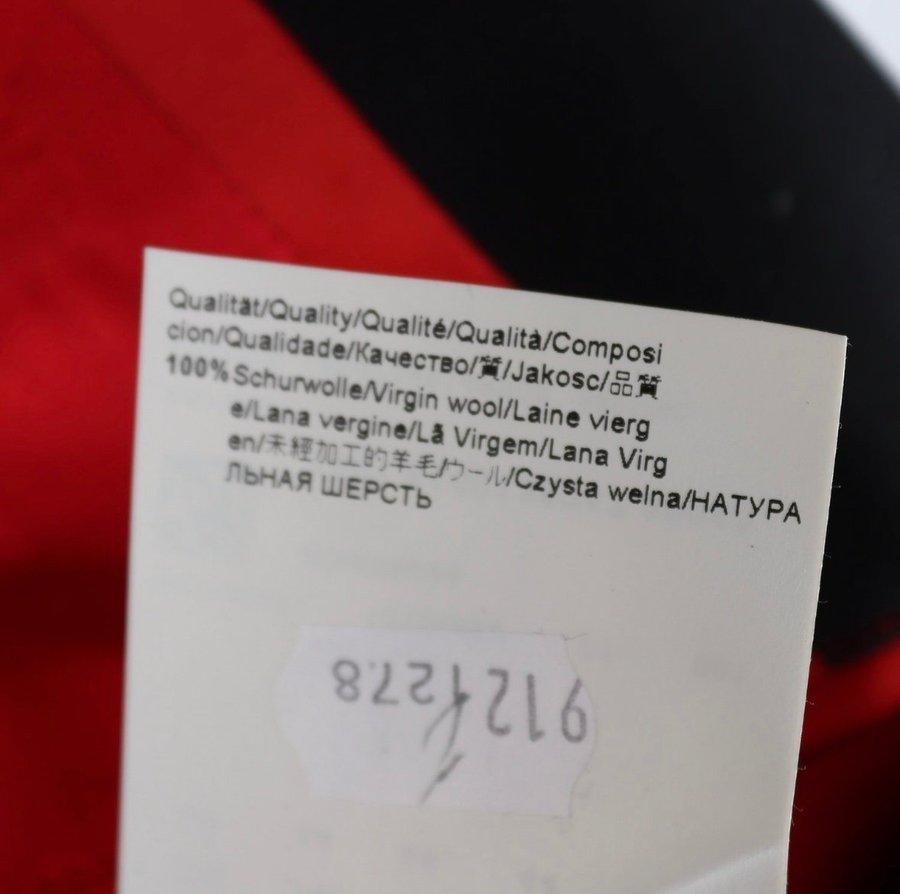 Qualität/Quality/Qualité/Qualità/Composi
cion/Qualidade/Качество/質/Jakosc/品質
100% Schurwolle/Virgin wool/Laine vierg
e/Lana vergine/Lã Virgem/Lana Virg
en/未經加工的羊毛/ウール/Czysta welna/НАТУРА
ЛЬНАЯ ШЕРСТЬ